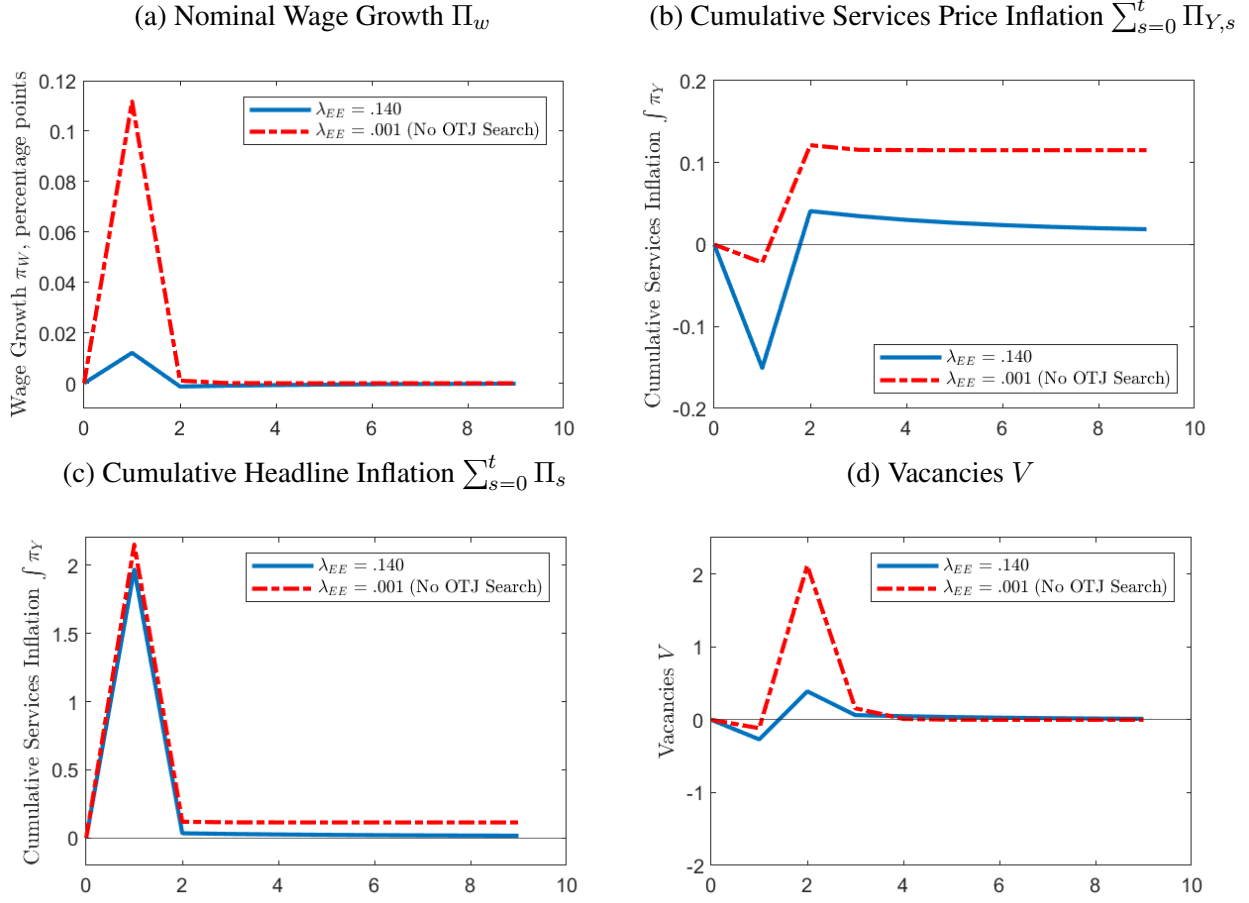 (a) Nominal Wage Growth Π_w
0.12
0.1
0.08
0.06
0.04
0.02
0
Wage Growth π_W, percentage points
λ_EE = .140
λ_EE = .001 (No OTJ Search)
0 2 4 6 8 10
(b) Cumulative Services Price Inflation ∑_{s=0}^{t} Π_{Y,s}
0.2
0.1
0
-0.1
-0.2
Cumulative Services Inflation ∫ π_Y
λ_EE = .140
λ_EE = .001 (No OTJ Search)
0 2 4 6 8 10
(c) Cumulative Headline Inflation ∑_{s=0}^{t} Π_s
2
1.5
1
0.5
0
Cumulative Services Inflation ∫ π_Y
λ_EE = .140
λ_EE = .001 (No OTJ Search)
0 2 4 6 8 10
(d) Vacancies V
2
1
0
-1
-2
Vacancies V
λ_EE = .140
λ_EE = .001 (No OTJ Search)
0 2 4 6 8 10